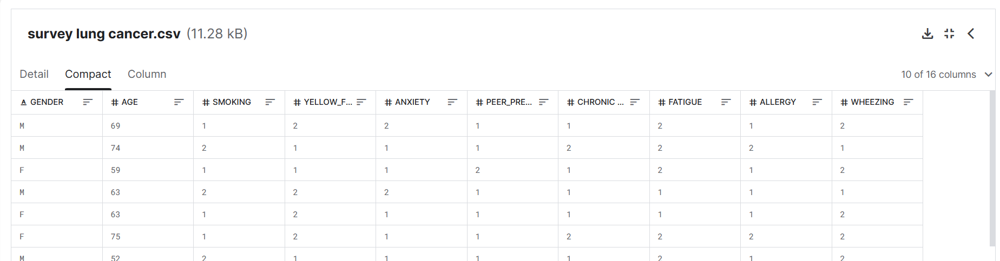 survey lung cancer.csv (11.28 kB)
Detail Compact Column 10 of 16 columns
GENDER # AGE # SMOKING # YELLOW_F... # ANXIETY # PEER_PRE... # CHRONIC ... # FATIGUE # ALLERGY # WHEEZING
M 69 1 2 2 1 1 2 1 2
M 74 2 1 1 1 2 2 2 1
F 59 1 1 1 2 1 2 1 2
M 63 2 2 2 1 1 1 1 1
F 63 1 2 1 1 1 1 1 2
F 75 1 2 1 1 2 2 2 2
M 52 2 1 1 1 1 2 1 2